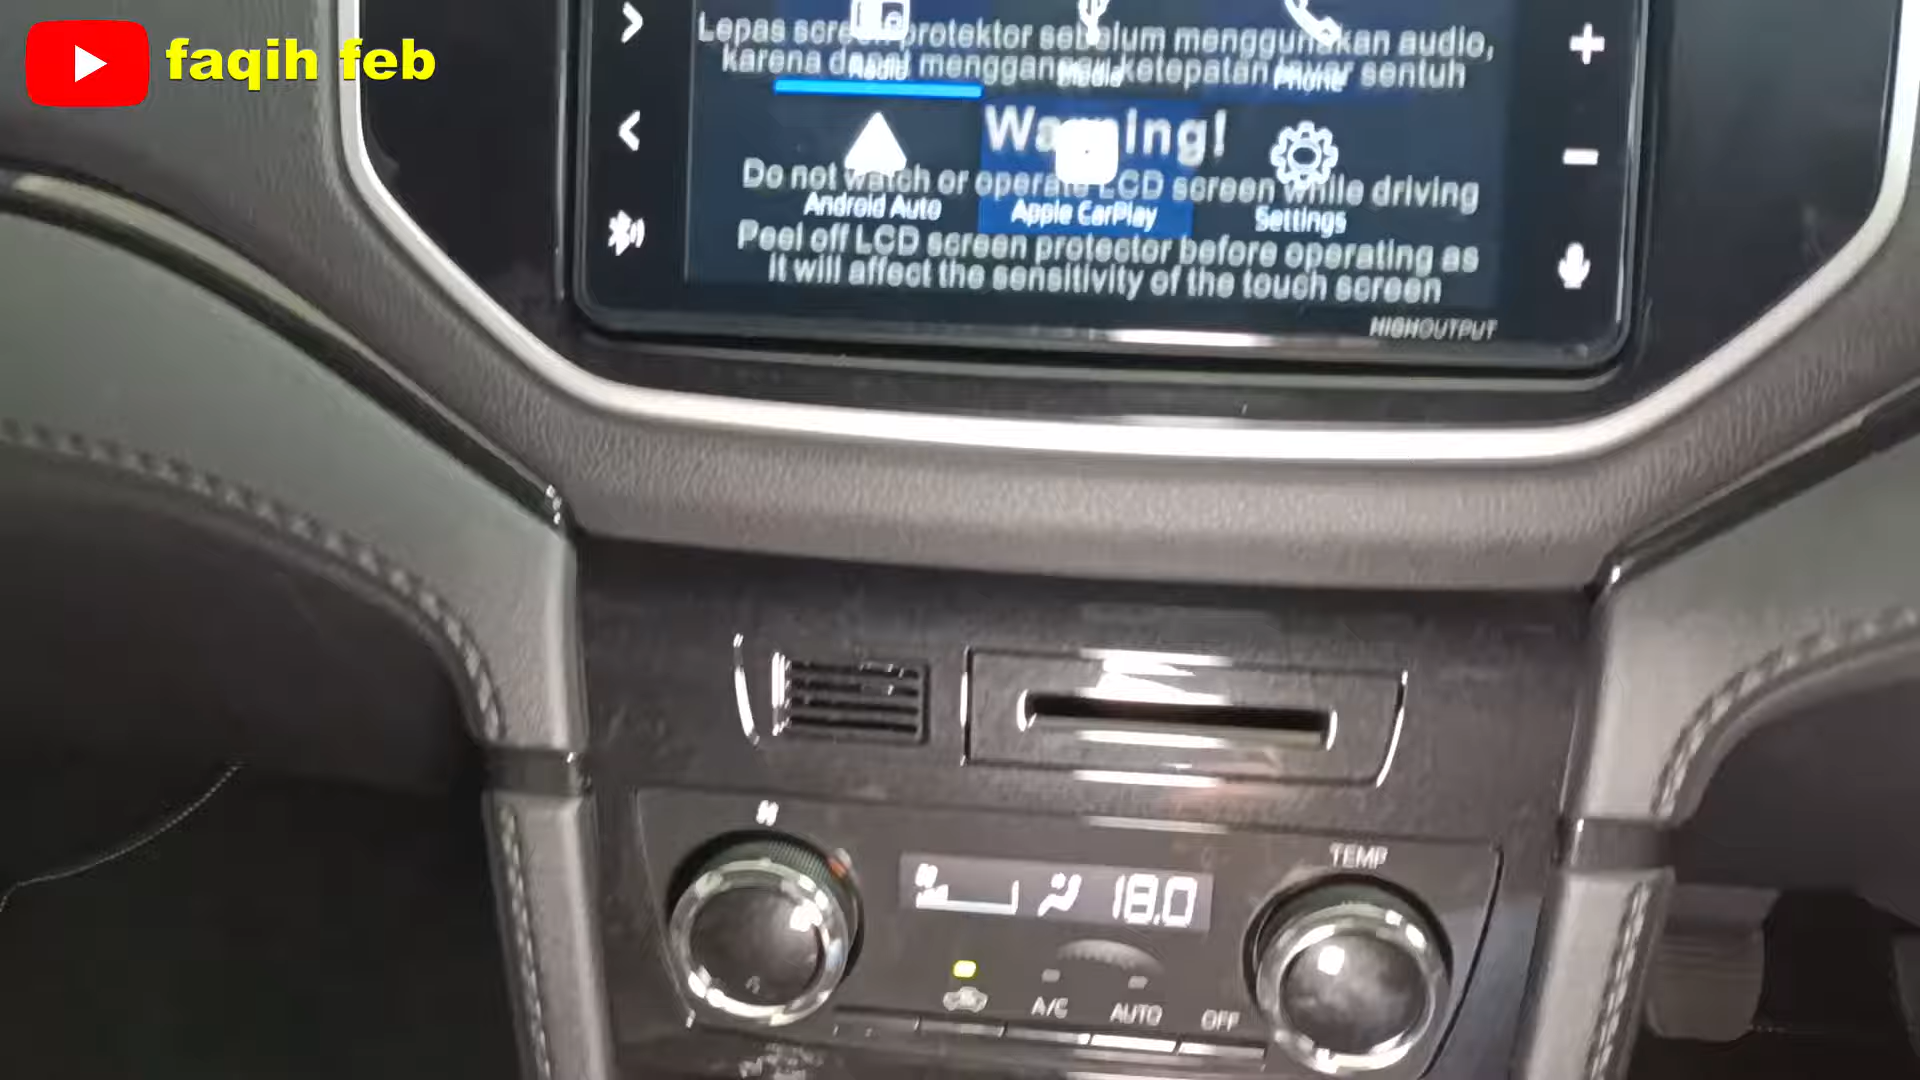 faqih feb
Lepas screen protektor sebelum menggunakan audio,
karena dapat mengganggu ketepatan layar sentuh
Radio
Media
Phone
Warning!
Do not watch or operate LCD screen while driving
Android Auto
Apple CarPlay
Settings
Peel off LCD screen protector before operating as
it will affect the sensitivity of the touch screen
HIGHOUTPUT
TEMP
18.0
A/C
AUTO
OFF